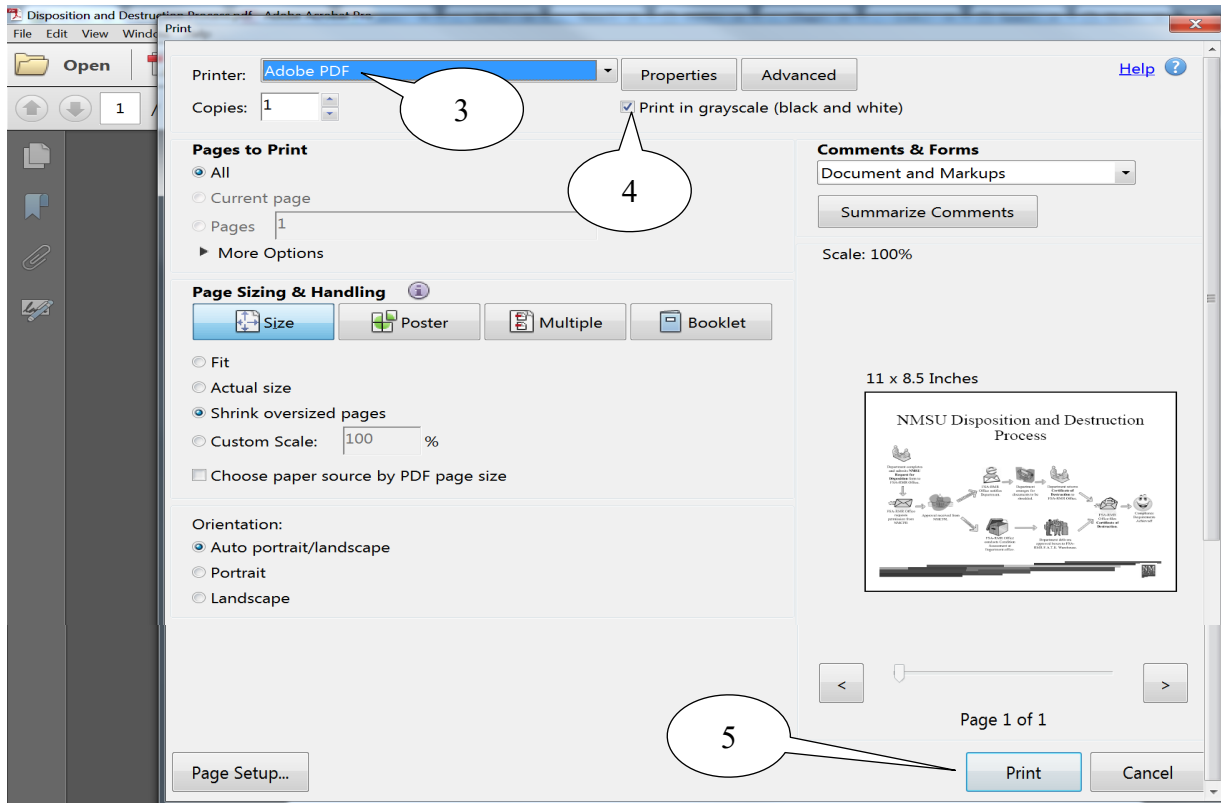 Disposition and Destruction Process.pdf - Adobe Acrobat Pro
Print
File Edit View
Open
Printer: Adobe PDF
Properties
Advanced
Help
1
Copies: 1
3
Print in grayscale (black and white)
4
Pages to Print
All
Current page
Pages 1
More Options
Comments & Forms
Document and Markups
Summarize Comments
Scale: 100%
Page Sizing & Handling
Size
Poster
Multiple
Booklet
Fit
Actual size
Shrink oversized pages
Custom Scale: 100 %
Choose paper source by PDF page size
Orientation:
Auto portrait/landscape
Portrait
Landscape
11 x 8.5 Inches
NMSU Disposition and Destruction
Process
<
>
Page 1 of 1
5
Page Setup...
Print
Cancel